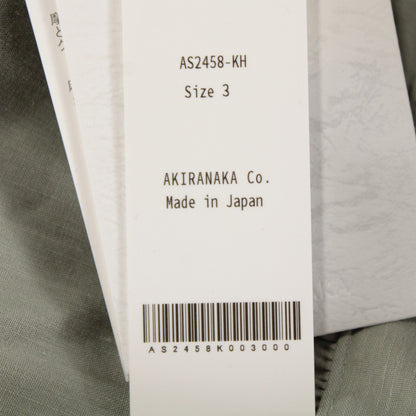 AS2458-KH
Size 3
AKIRANAKA Co.
Made in Japan
AS2458K003000